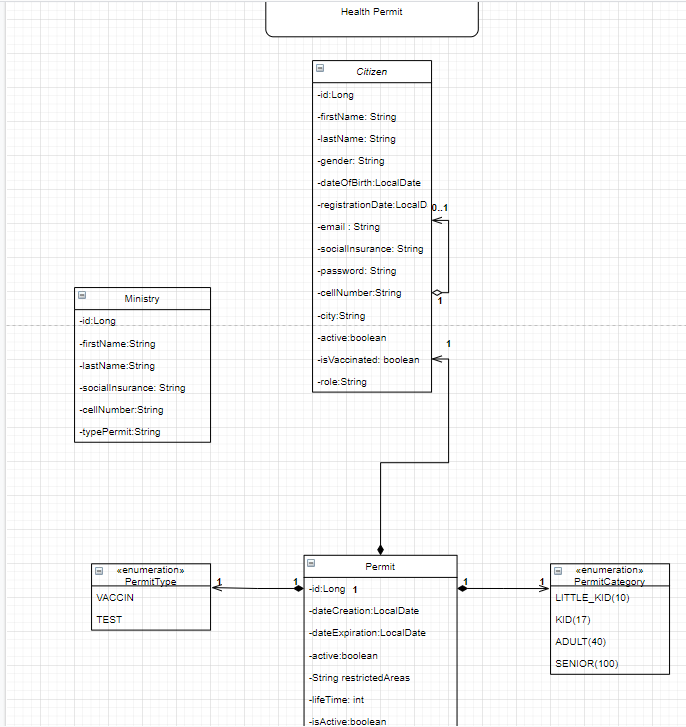 Health Permit
Citizen
-id:Long
-firstName: String
-lastName: String
-gender: String
-dateOfBirth:LocalDate
-registrationDate:LocalD
0..1
-email : String
-socialInsurance: String
-password: String
-cellNumber:String
1
-city:String
-active:boolean
1
-isVaccinated: boolean
-role:String
Ministry
-id:Long
-firstName:String
-lastName:String
-socialInsurance: String
-cellNumber:String
-typePermit:String
«enumeration»
PermitType
VACCIN
TEST
1
1
Permit
-id:Long 1
-dateCreation:LocalDate
-dateExpiration:LocalDate
-active:boolean
-String restrictedAreas
-lifeTime: int
-isActive:boolean
1
1
«enumeration»
PermitCategory
LITTLE_KID(10)
KID(17)
ADULT(40)
SENIOR(100)